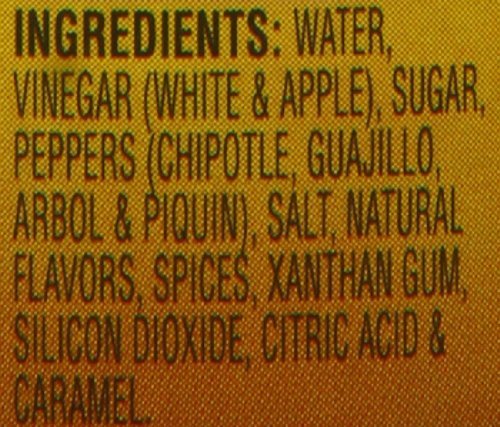 INGREDIENTS: WATER,
VINEGAR (WHITE & APPLE), SUGAR,
PEPPERS (CHIPOTLE, GUAJILLO,
ARBOL & PIQUIN), SALT, NATURAL
FLAVORS, SPICES, XANTHAN GUM,
SILICON DIOXIDE, CITRIC ACID &
CARAMEL.